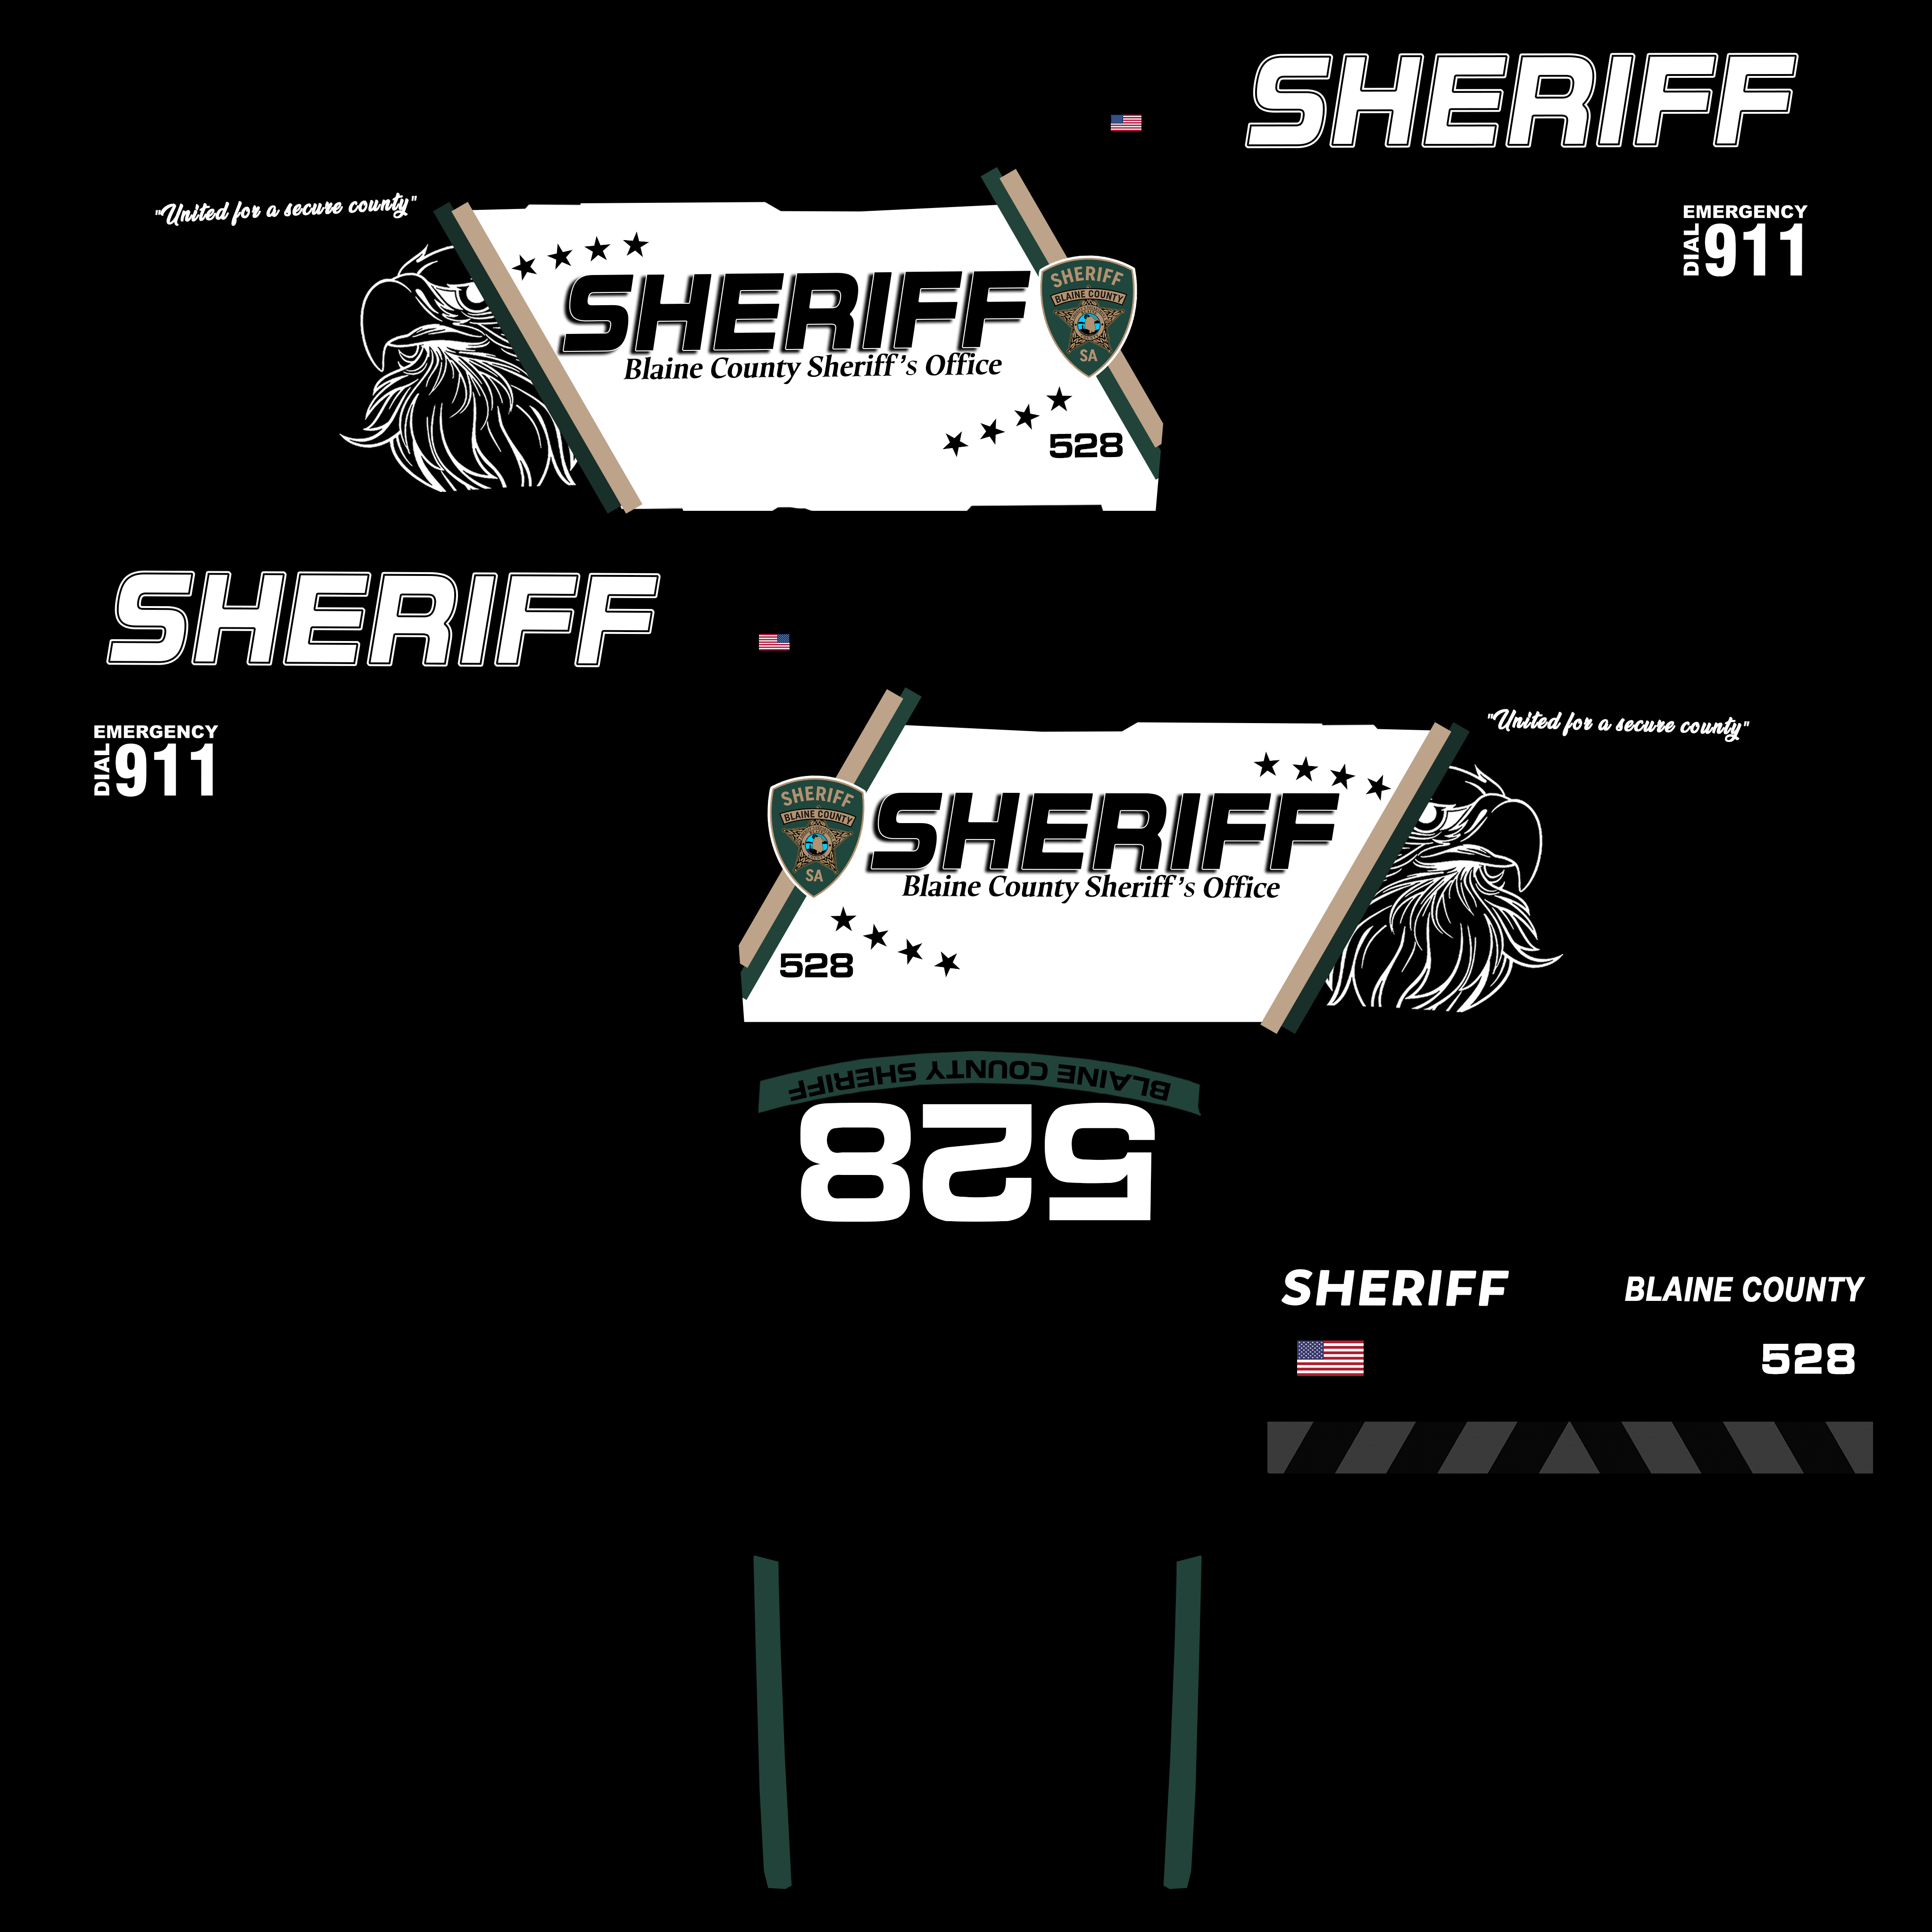 SHERIFF
"United for a secure county"
EMERGENCY
DIAL 911
SHERIFF
BLAINE COUNTY
SA
SHERIFF
Blaine County Sheriff's Office
528
SHERIFF
EMERGENCY
DIAL 911
"United for a secure county"
SHERIFF
BLAINE COUNTY
SA
SHERIFF
Blaine County Sheriff's Office
528
BLAINE COUNTY SHERIFF
528
SHERIFF
BLAINE COUNTY
528